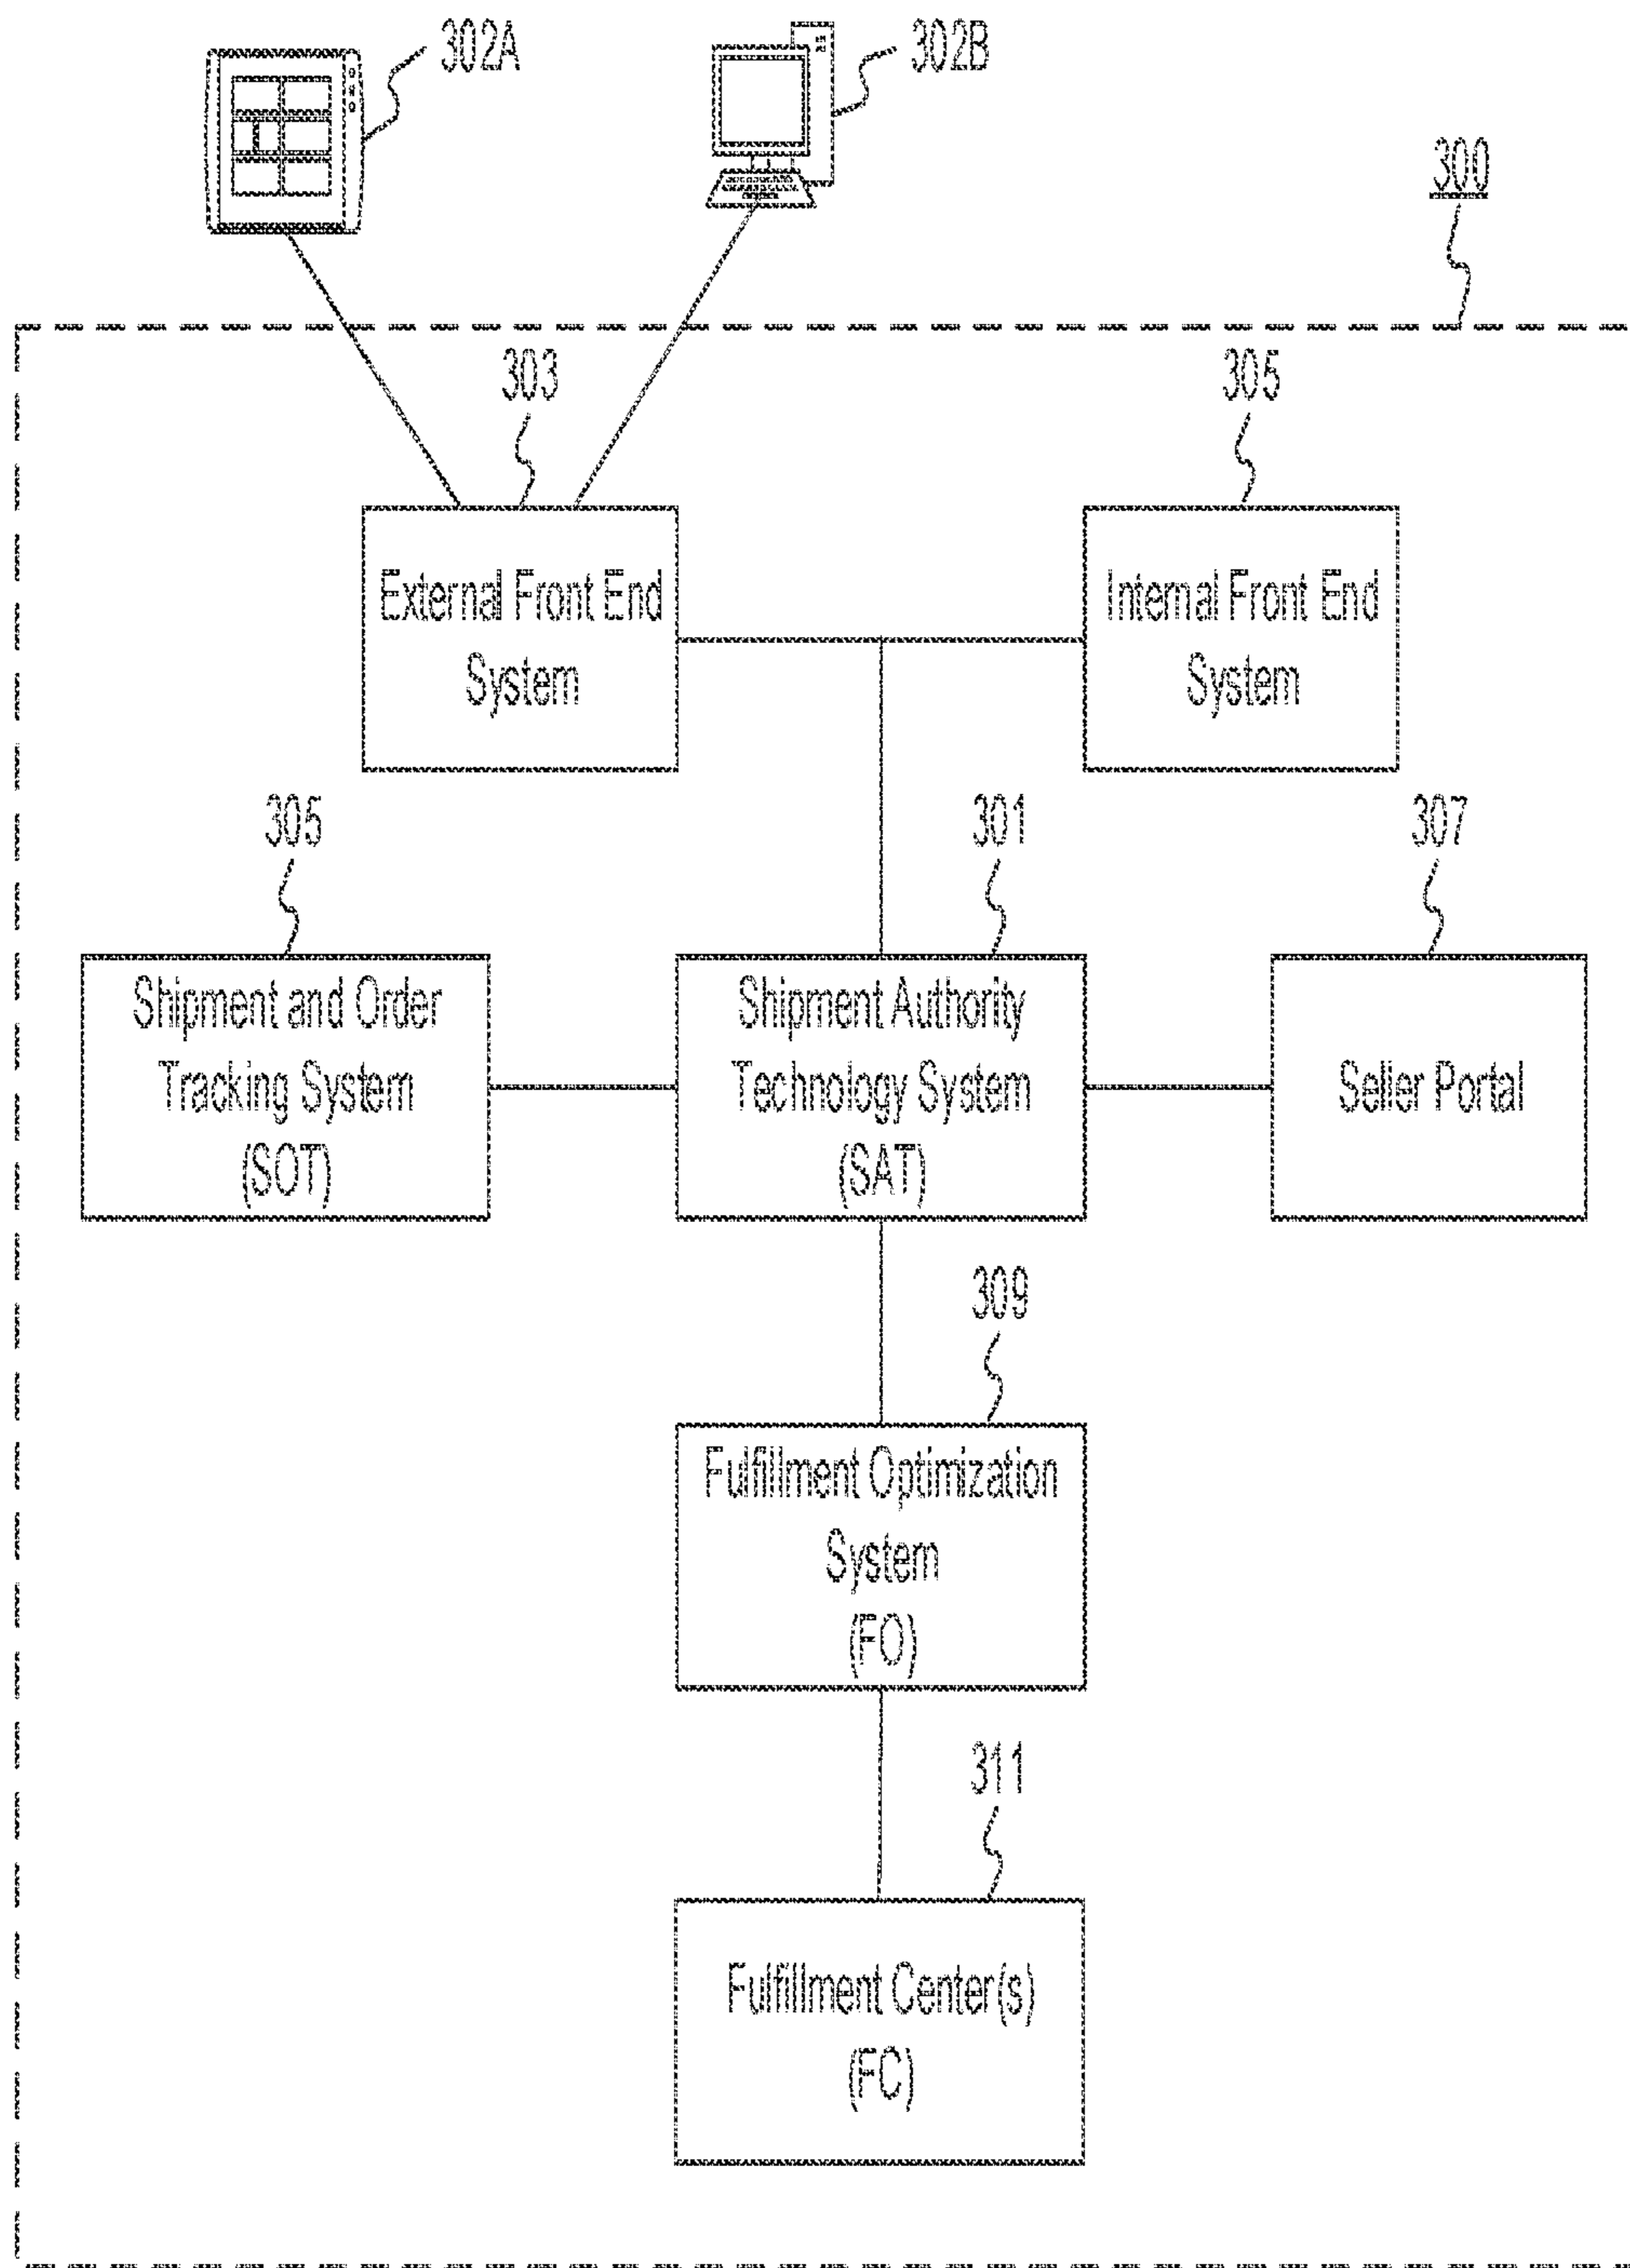 302A
302B
300
303
305
External Front End
System
Internal Front End
System
305
301
307
Shipment and Order
Tracking System
(SOT)
Shipment Authority
Technology System
(SAT)
Seller Portal
309
Fulfillment Optimization
System
(FO)
311
Fulfillment Center(s)
(FC)